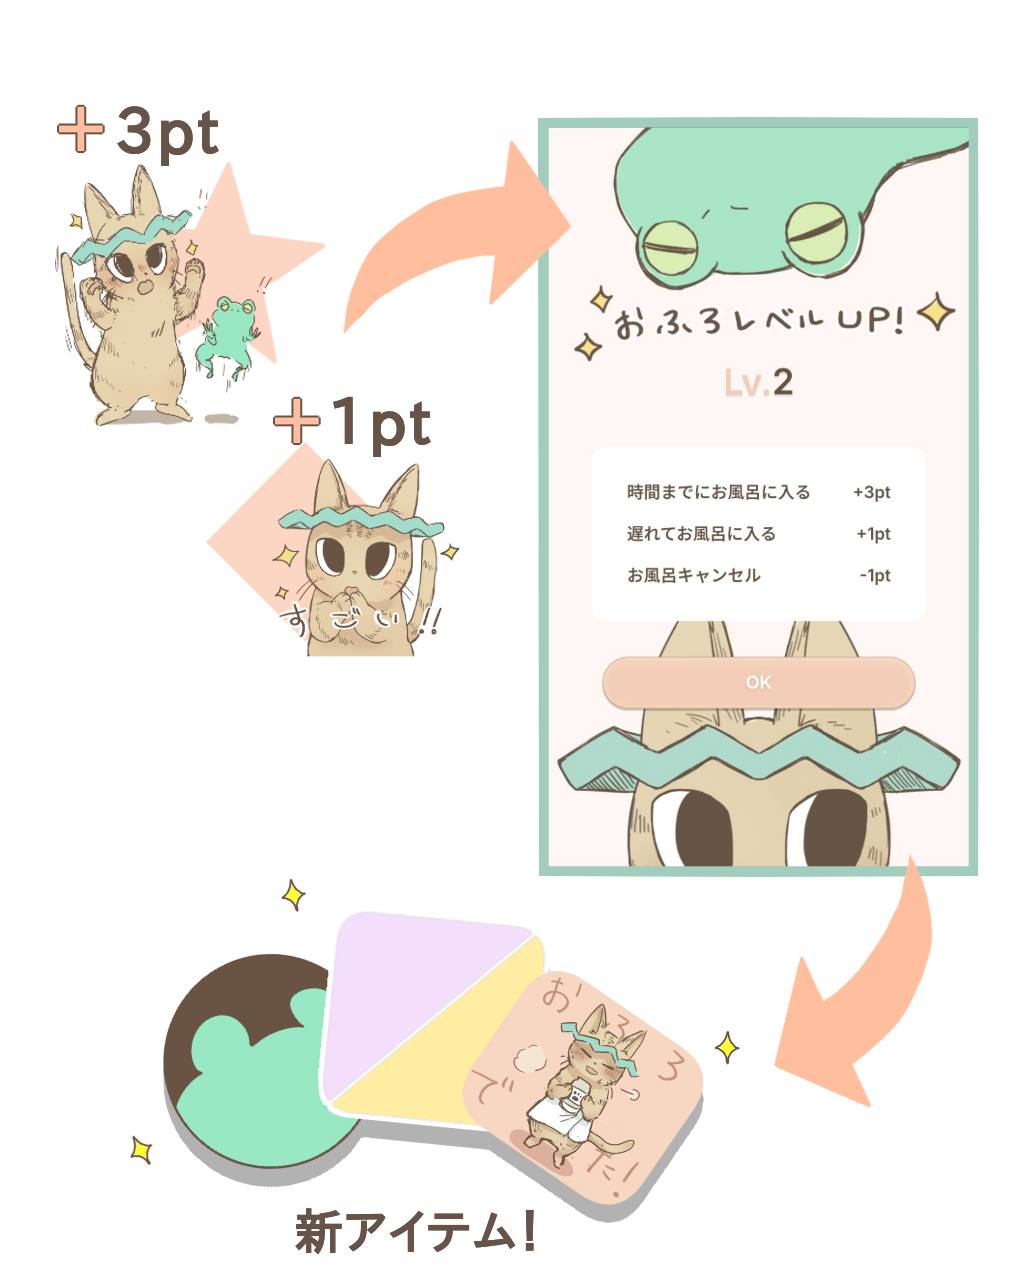 +3pt
+1pt
すごい!!
おふろレベルUP!
Lv.2
時間までにお風呂に入る +3pt
遅れてお風呂に入る +1pt
お風呂キャンセル -1pt
OK
おふろ
でた!
新アイテム!